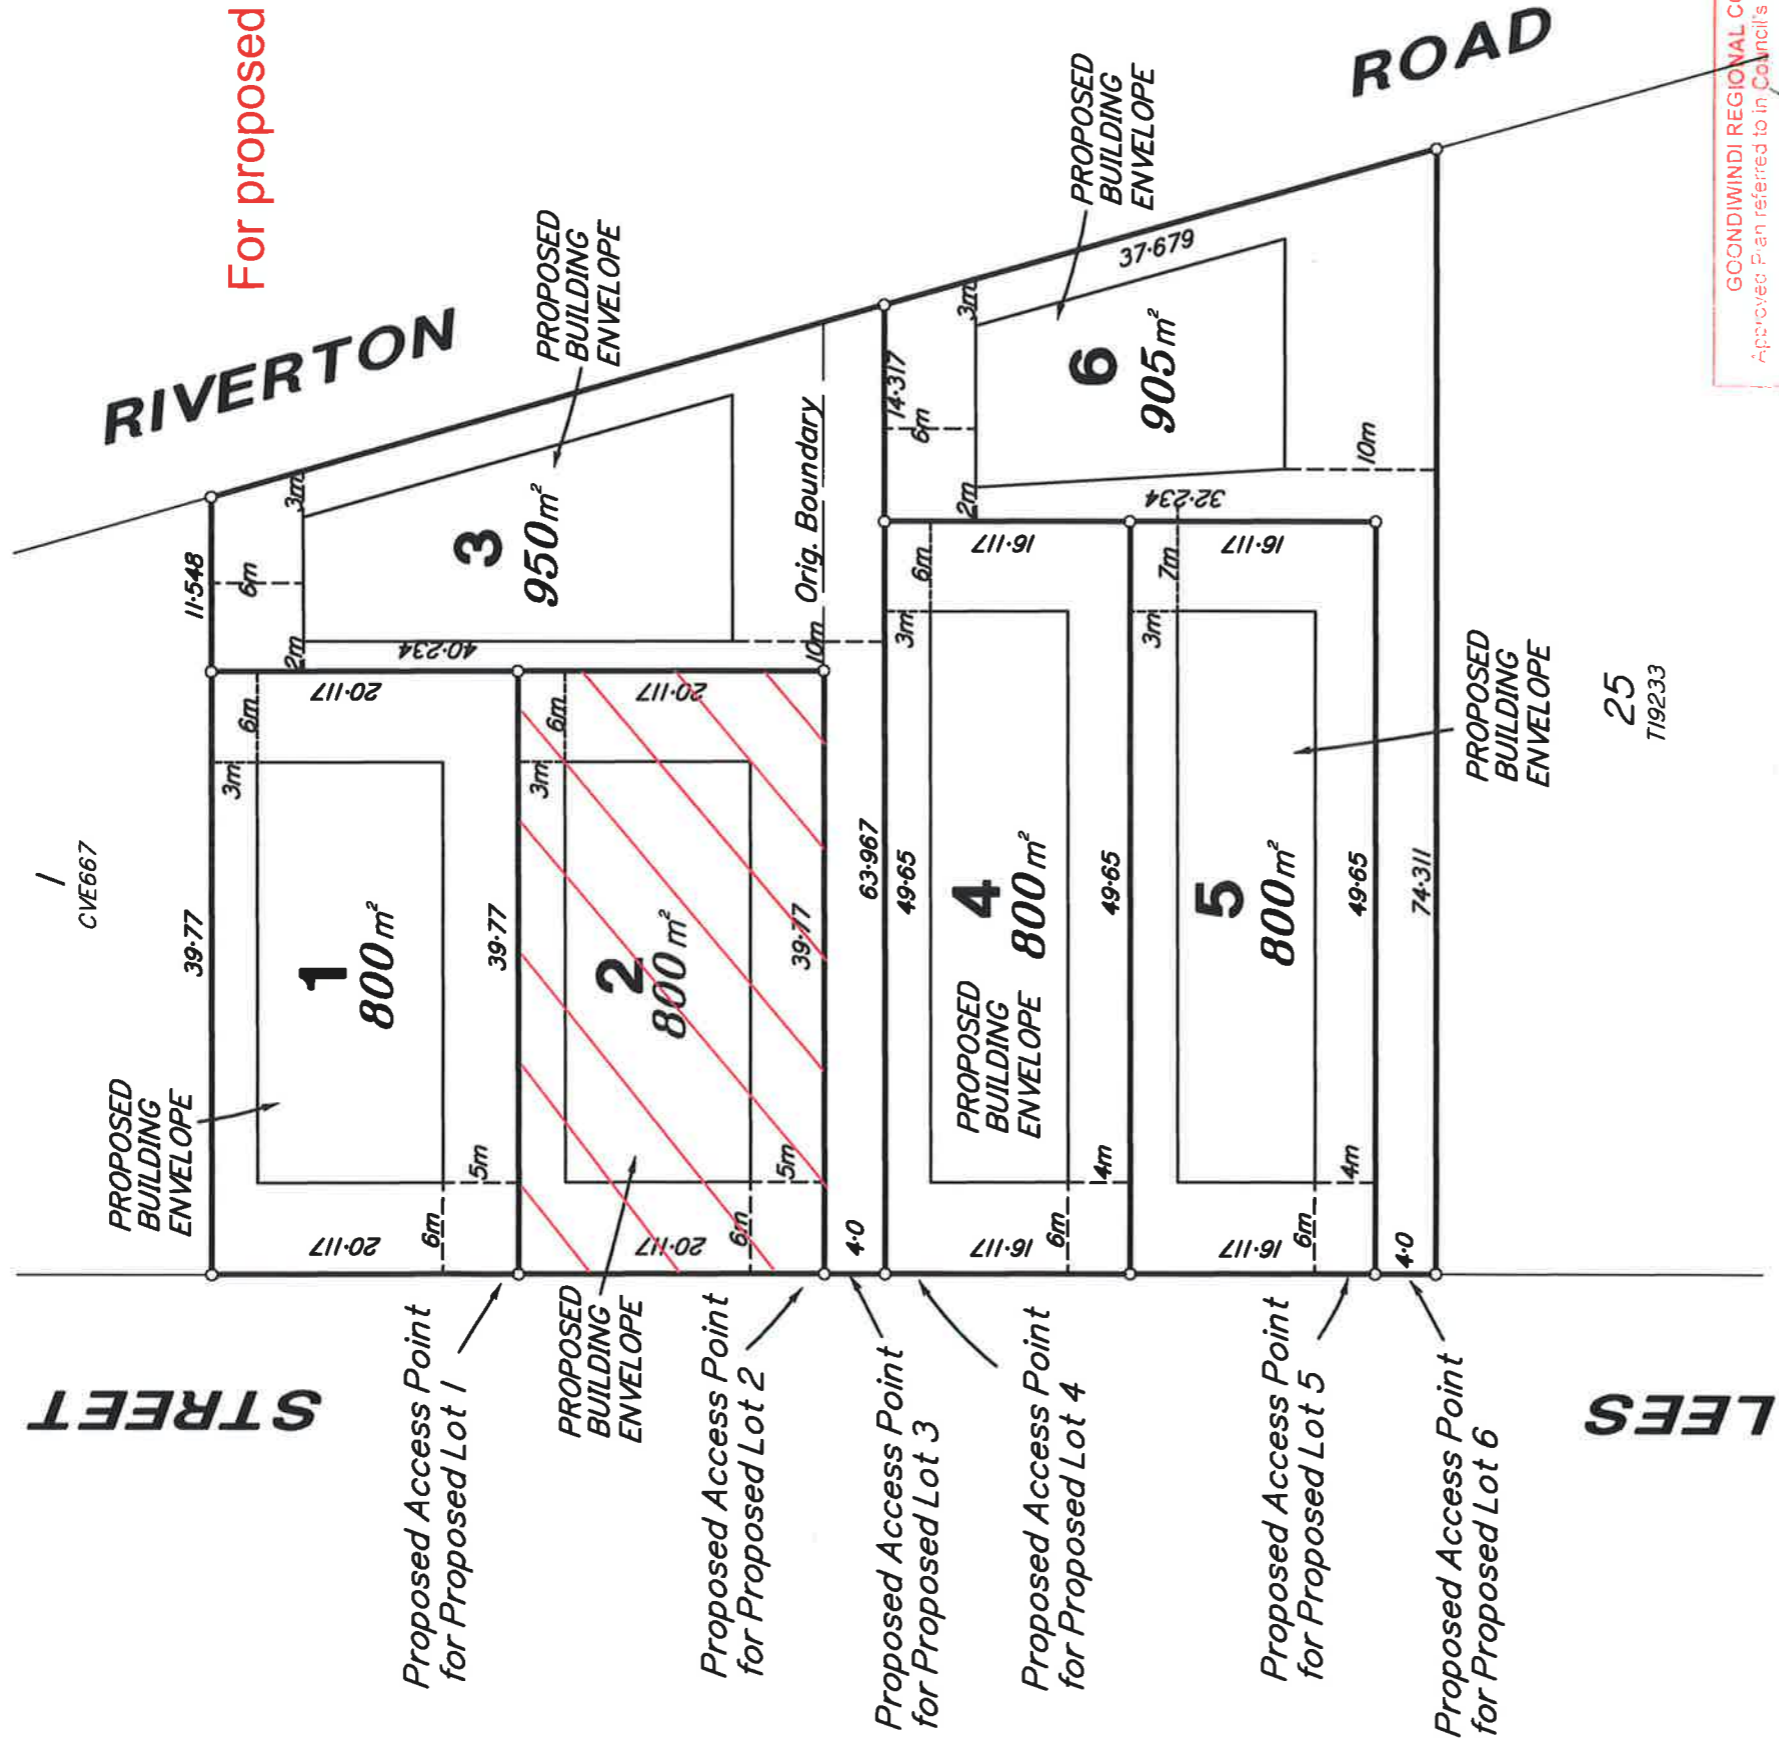 For proposed
RIVERTON
ROAD
STREET
LEES
1
CVE667
39·77
11·548
PROPOSED
BUILDING
ENVELOPE
1
800m²
3m
6m
5m
6m
20·117
20·117
39·77
PROPOSED
BUILDING
ENVELOPE
2
800m²
3m
6m
5m
6m
20·117
20·117
39·77
PROPOSED
BUILDING
ENVELOPE
3
950m²
2m
6m
3m
40·234
10m
Orig. Boundary
63·967
14·317
4·0
PROPOSED
BUILDING
ENVELOPE
4
800m²
49·65
3m
6m
4m
6m
16·117
16·117
49·65
PROPOSED
BUILDING
ENVELOPE
5
800m²
3m
7m
4m
6m
16·117
16·117
49·65
4·0
74·311
PROPOSED
BUILDING
ENVELOPE
6
905m²
2m
6m
3m
32·234
10m
37·679
25
T19233
Proposed Access Point
for Proposed Lot 1
Proposed Access Point
for Proposed Lot 2
Proposed Access Point
for Proposed Lot 3
Proposed Access Point
for Proposed Lot 4
Proposed Access Point
for Proposed Lot 5
Proposed Access Point
for Proposed Lot 6
GOONDIWINDI REGIONAL
Approved Plan referred to in Council's